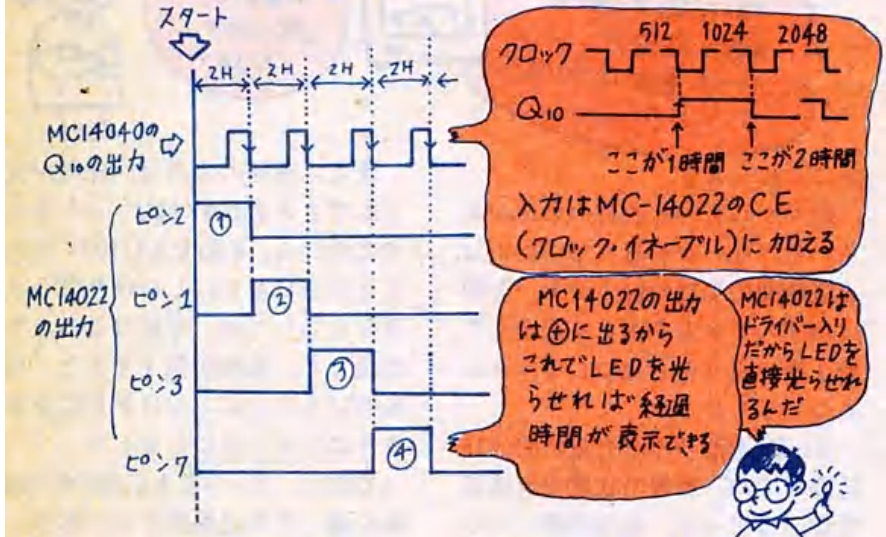 スタート
2H 2H 2H 2H
MC14040の
Q10の出力
ピン2
①
MC14022
の出力
ピン1
②
ピン3
③
ピン7
④
512 1024 2048
クロック
Q10
ここが1時間 ここが2時間
入力はMC-14022のCE
(クロック・イネーブル)に加える
MC14022の出力
は⊕に出るから
これでLEDを光
らせれば経過
時間が表示できる
MC14022は
ドライバー入り
だからLEDを
直接光らせれ
るんだ